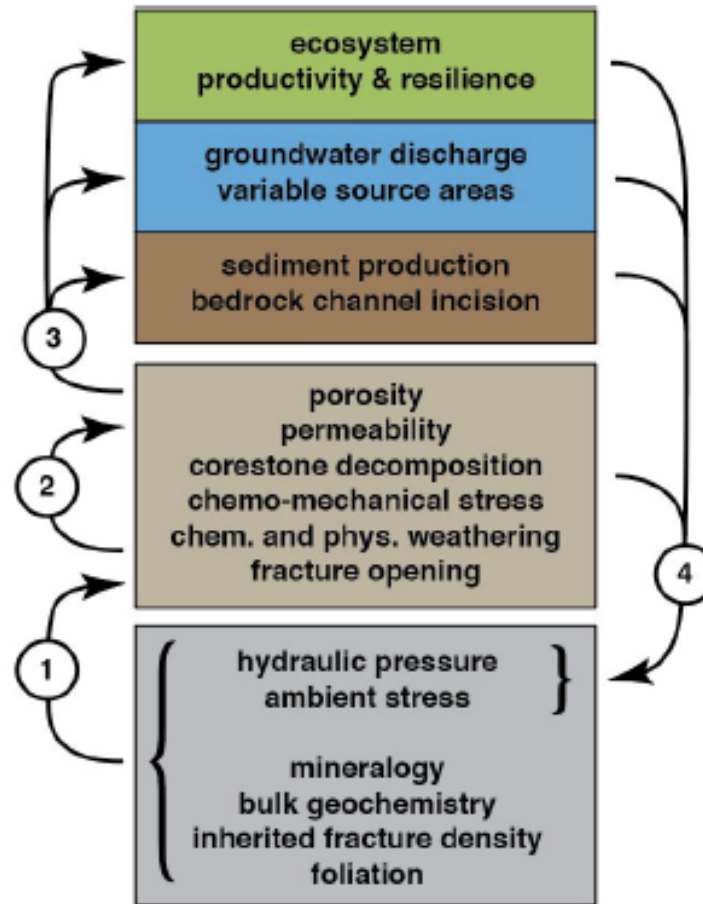 ecosystem
productivity & resilience
groundwater discharge
variable source areas
sediment production
bedrock channel incision
3
porosity
permeability
corestone decomposition
chemo-mechanical stress
chem. and phys. weathering
fracture opening
2
4
1
hydraulic pressure
ambient stress
mineralogy
bulk geochemistry
inherited fracture density
foliation